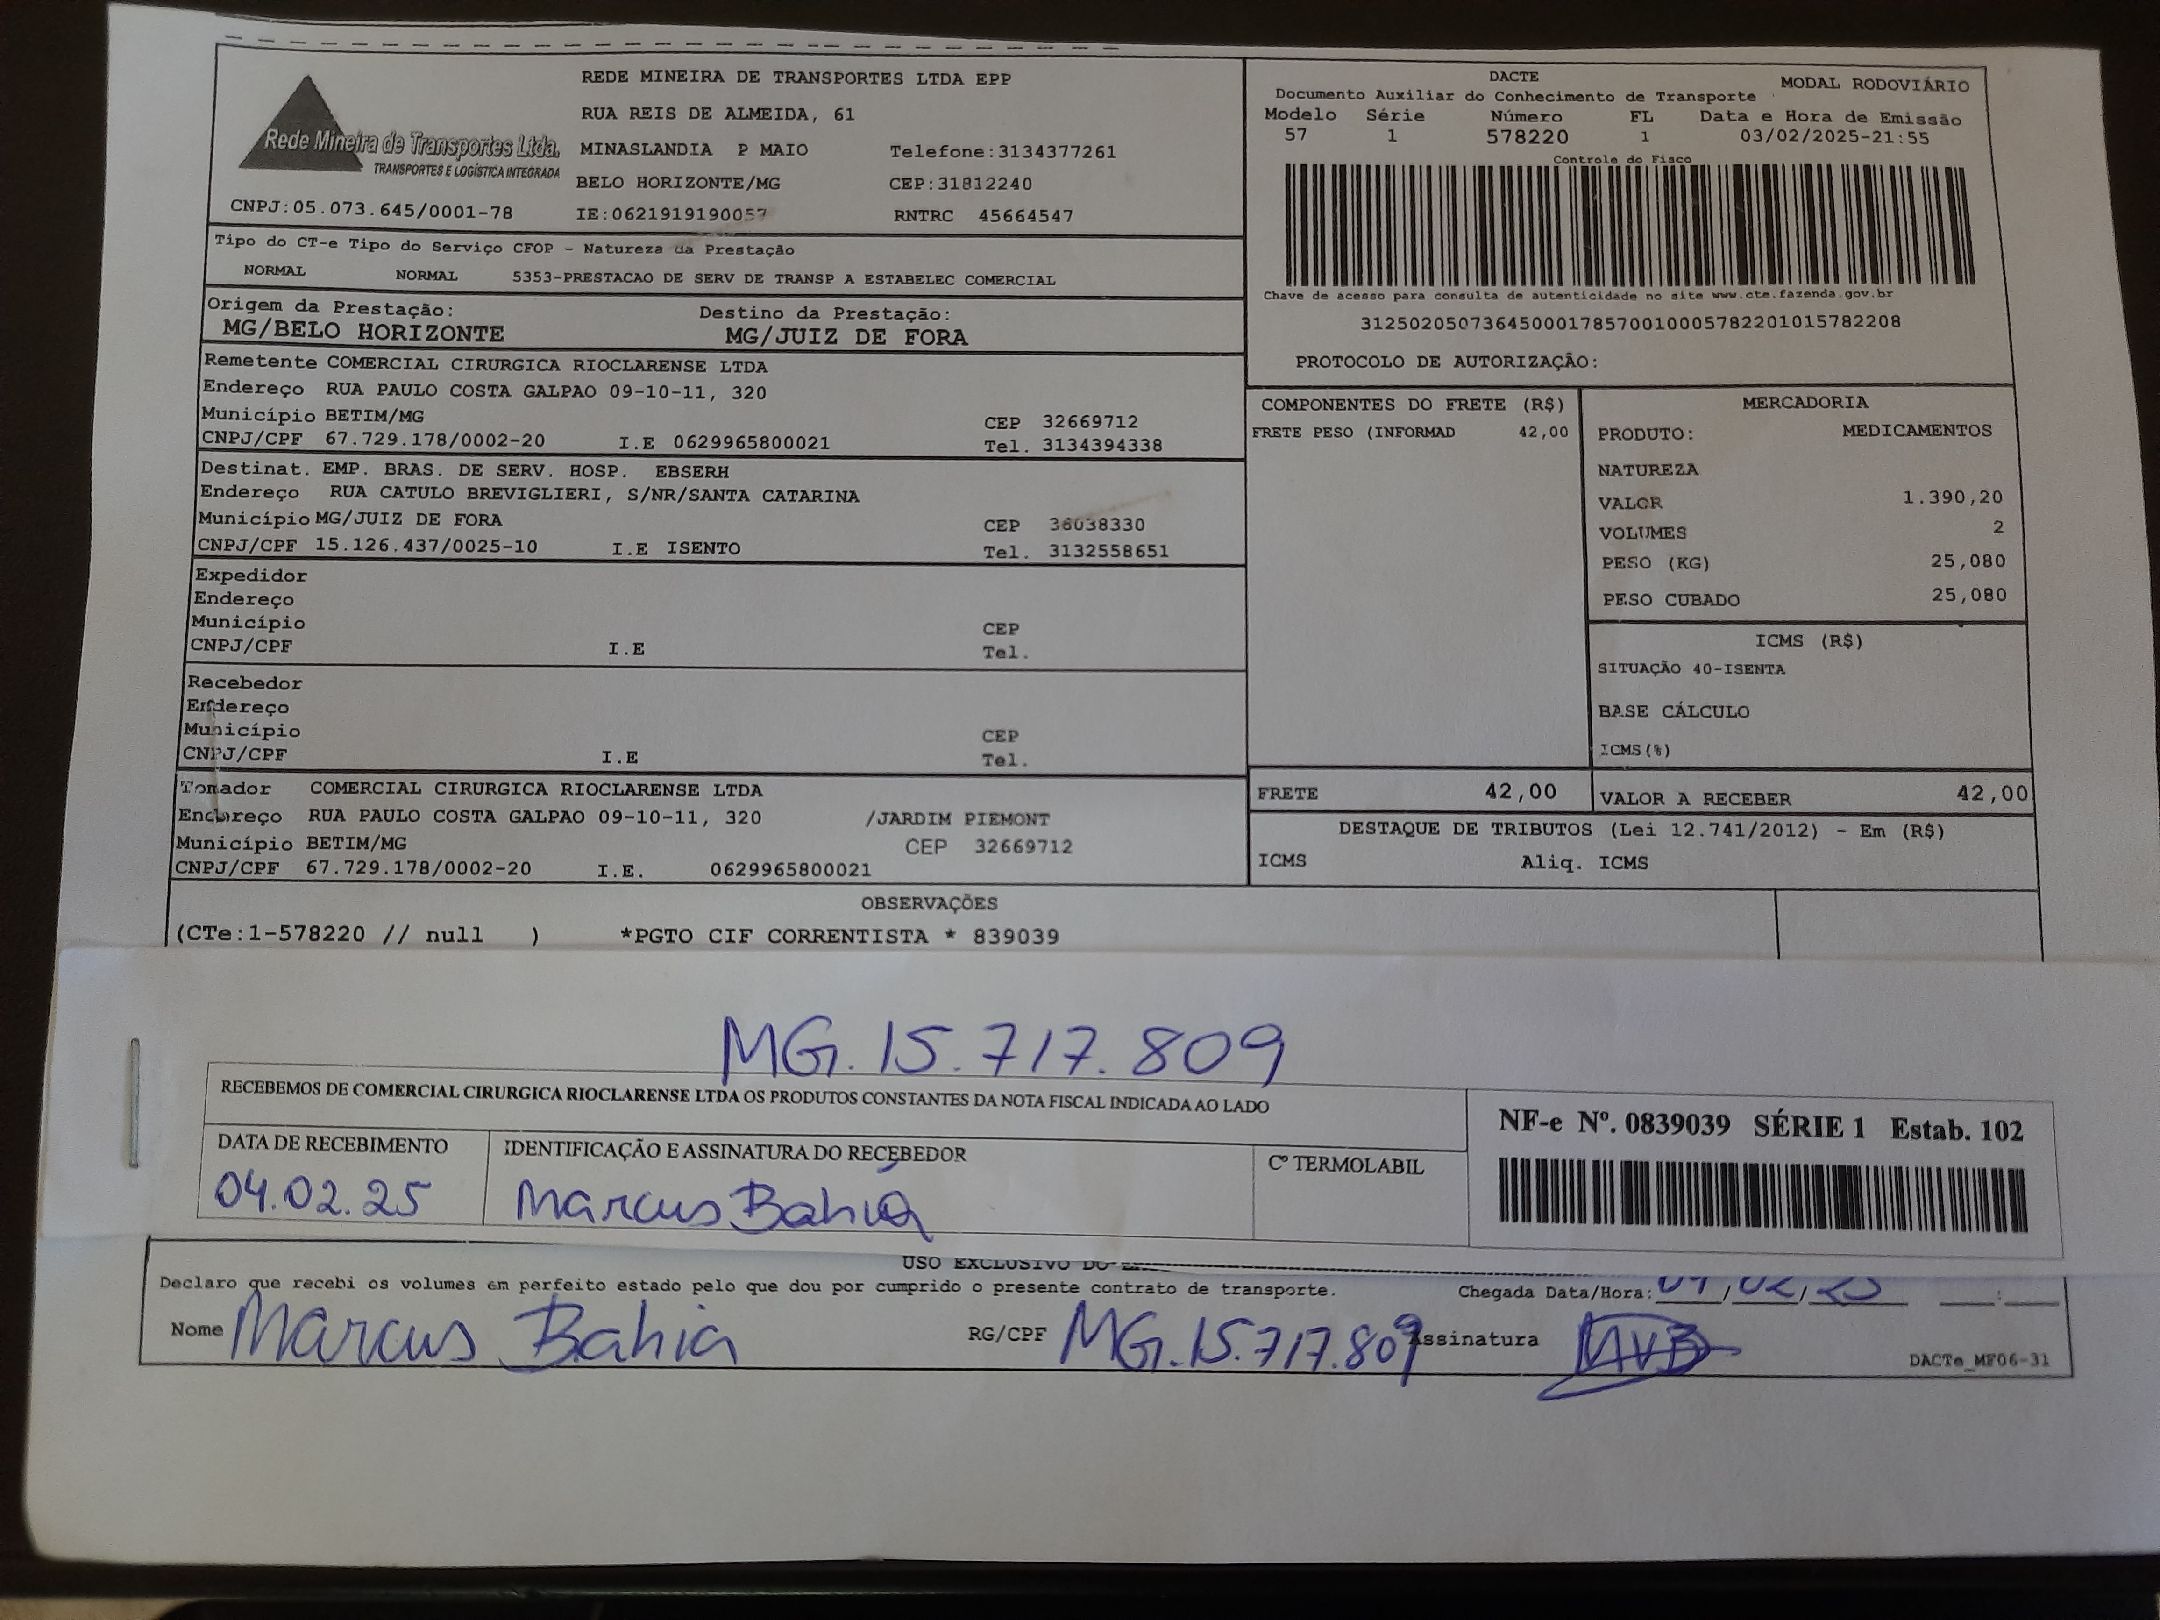 REDE MINEIRA DE TRANSPORTES LTDA EPP
RUA REIS DE ALMEIDA, 61
Rede Mineira de Transportes Ltda.
TRANSPORTES E LOGÍSTICA INTEGRADA
MINASLANDIA P MAIO Telefone:3134377261
BELO HORIZONTE/MG CEP:31812240
CNPJ:05.073.645/0001-78 IE:0621919190057 RNTRC 45664547
DACTE MODAL RODOVIÁRIO
Documento Auxiliar do Conhecimento de Transporte
Modelo Série Número FL Data e Hora de Emissão
57 1 578220 1 03/02/2025-21:55
Controle do Fisco
Chave de acesso para consulta de autenticidade no site www.cte.fazenda.gov.br
31250205073645000178570010005782201015782208
PROTOCOLO DE AUTORIZAÇÃO:
Tipo do CT-e Tipo do Serviço CFOP - Natureza da Prestação
NORMAL NORMAL 5353-PRESTACAO DE SERV DE TRANSP A ESTABELEC COMERCIAL
Origem da Prestação: Destino da Prestação:
MG/BELO HORIZONTE MG/JUIZ DE FORA
Remetente COMERCIAL CIRURGICA RIOCLARENSE LTDA
Endereço RUA PAULO COSTA GALPAO 09-10-11, 320
Município BETIM/MG CEP 32669712
CNPJ/CPF 67.729.178/0002-20 I.E 0629965800021 Tel. 3134394338
Destinat. EMP. BRAS. DE SERV. HOSP. EBSERH
Endereço RUA CATULO BREVIGLIERI, S/NR/SANTA CATARINA
Município MG/JUIZ DE FORA CEP 36038330
CNPJ/CPF 15.126.437/0025-10 I.E ISENTO Tel. 3132558651
Expedidor
Endereço
Município CEP
CNPJ/CPF I.E Tel.
Recebedor
Endereço
Município CEP
CNPJ/CPF I.E Tel.
Tomador COMERCIAL CIRURGICA RIOCLARENSE LTDA
Endereço RUA PAULO COSTA GALPAO 09-10-11, 320 /JARDIM PIEMONT
Município BETIM/MG CEP 32669712
CNPJ/CPF 67.729.178/0002-20 I.E. 0629965800021
COMPONENTES DO FRETE (R$)
FRETE PESO (INFORMAD 42,00
MERCADORIA
PRODUTO: MEDICAMENTOS
NATUREZA
VALOR 1.390,20
VOLUMES 2
PESO (KG) 25,080
PESO CUBADO 25,080
ICMS (R$)
SITUAÇÃO 40-ISENTA
BASE CÁLCULO
ICMS(%)
FRETE 42,00 VALOR A RECEBER 42,00
DESTAQUE DE TRIBUTOS (Lei 12.741/2012) - Em (R$)
ICMS Aliq. ICMS
OBSERVAÇÕES
(CTe:1-578220 // null ) *PGTO CIF CORRENTISTA * 839039
MG.15.717.809
RECEBEMOS DE COMERCIAL CIRURGICA RIOCLARENSE LTDA OS PRODUTOS CONSTANTES DA NOTA FISCAL INDICADA AO LADO
NF-e Nº. 0839039 SÉRIE 1 Estab. 102
DATA DE RECEBIMENTO IDENTIFICAÇÃO E ASSINATURA DO RECEBEDOR Cº TERMOLABIL
04.02.25 Marcus Bahia
USO EXCLUSIVO DO
Declaro que recebi os volumes em perfeito estado pelo que dou por cumprido o presente contrato de transporte. Chegada Data/Hora: 04/02/25 :
Nome Marcus Bahia RG/CPF MG.15.717.809 Assinatura MVB
DACTe_MF06-31